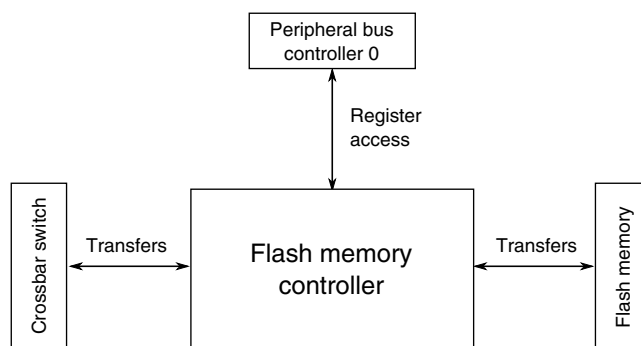 Peripheral bus
controller 0
Register
access
Crossbar switch
Transfers
Flash memory
controller
Transfers
Flash memory